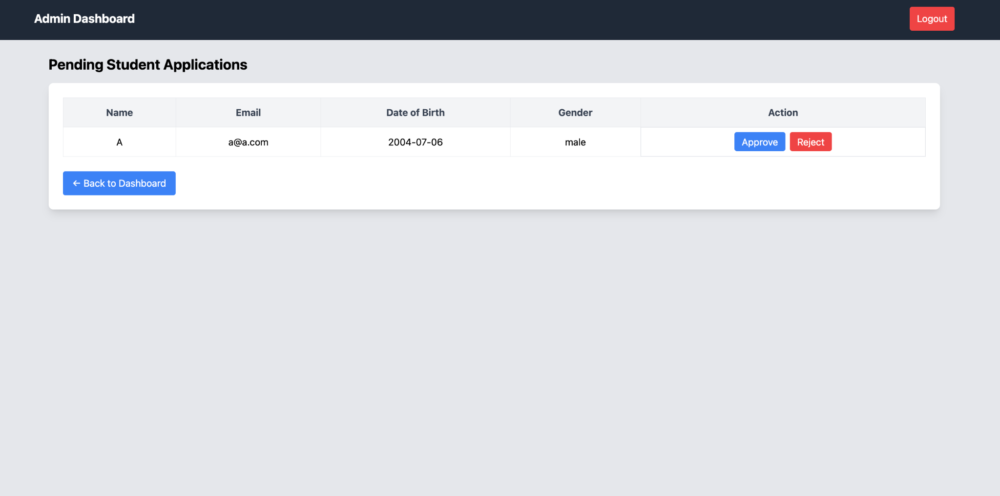 Admin Dashboard Logout
Pending Student Applications
Name Email Date of Birth Gender Action
A a@a.com 2004-07-06 male Approve Reject
← Back to Dashboard